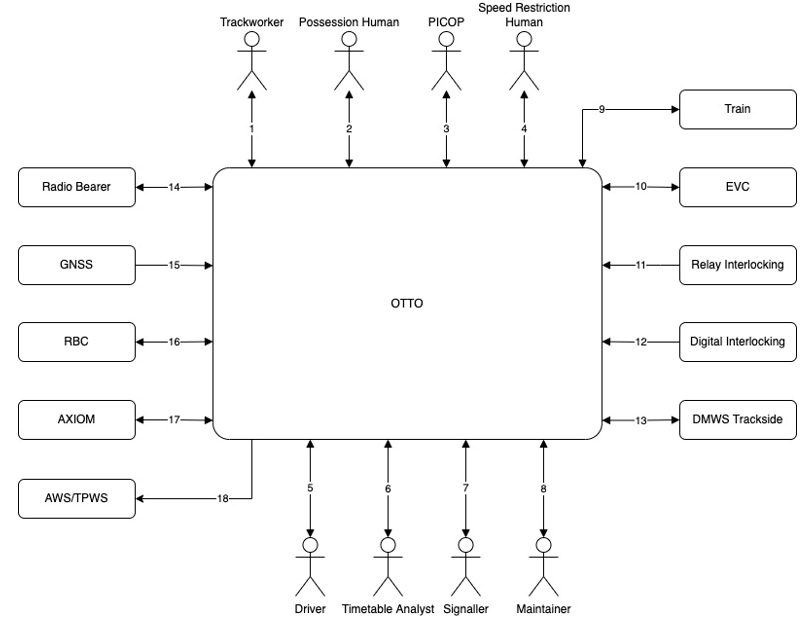 Trackworker
Possession Human
PICOP
Speed Restriction
Human
1
2
3
4
9
Train
Radio Bearer
14
10
EVC
GNSS
15
11
Relay Interlocking
OTTO
RBC
16
12
Digital Interlocking
AXIOM
17
13
DMWS Trackside
AWS/TPWS
18
5
6
7
8
Driver
Timetable Analyst
Signaller
Maintainer